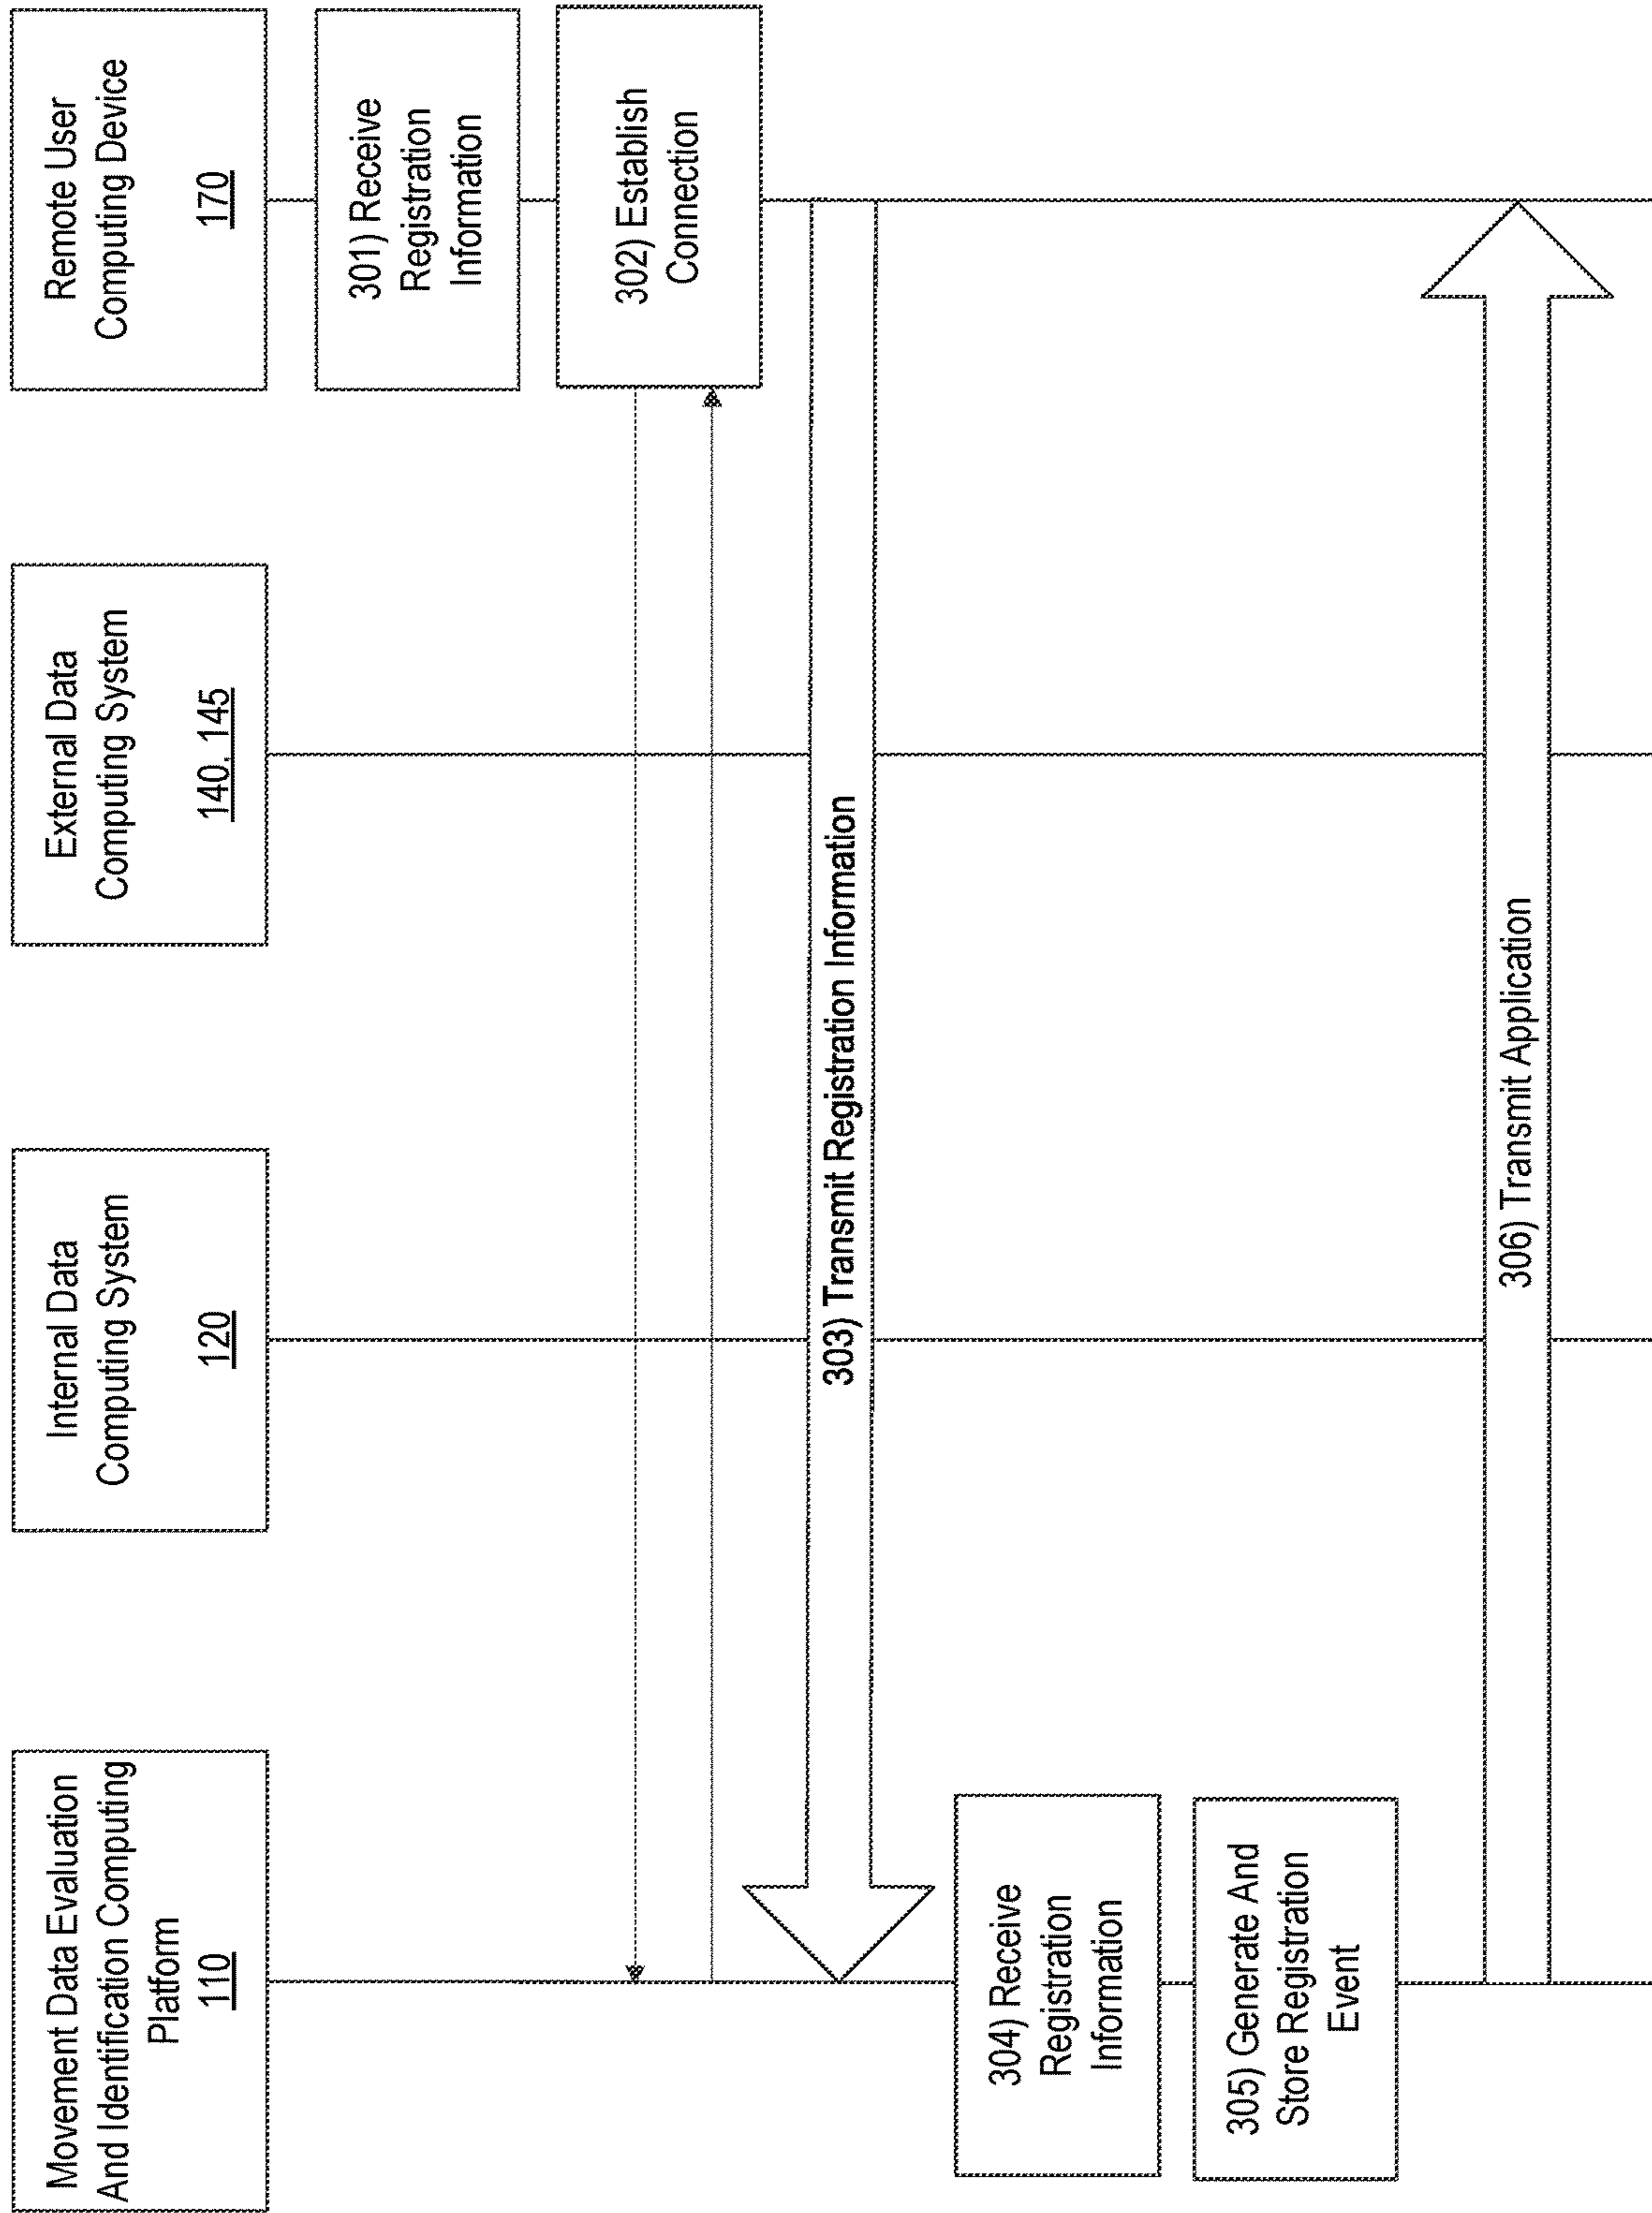 Movement Data Evaluation
And Identification Computing
Platform
110
Internal Data
Computing System
120
External Data
Computing System
140, 145
Remote User
Computing Device
170
301) Receive
Registration
Information
302) Establish
Connection
303) Transmit Registration Information
304) Receive
Registration
Information
305) Generate And
Store Registration
Event
306) Transmit Application